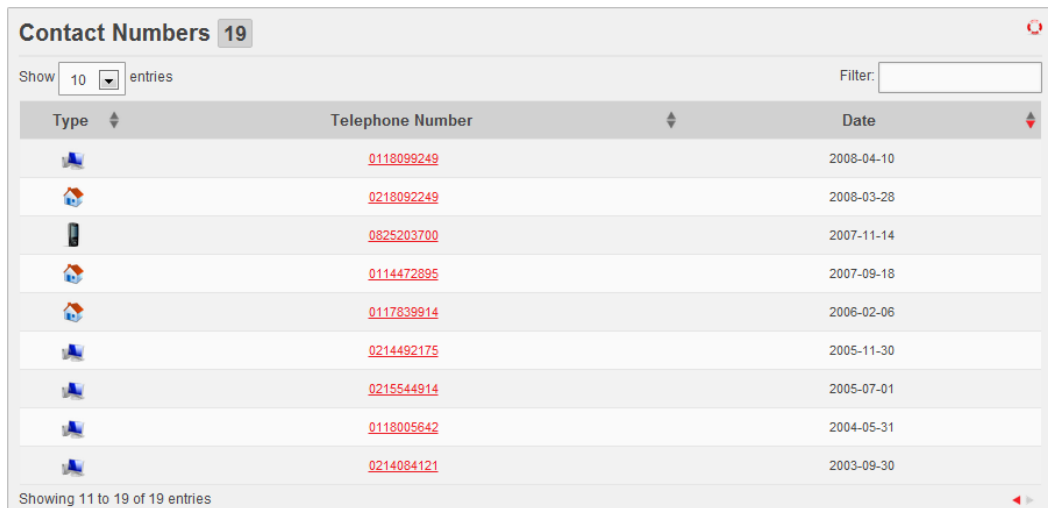 Contact Numbers 19
Show 10 entries Filter:
Type Telephone Number Date
0118099249 2008-04-10
0218092249 2008-03-28
0825203700 2007-11-14
0114472895 2007-09-18
0117839914 2006-02-06
0214492175 2005-11-30
0215544914 2005-07-01
0118005642 2004-05-31
0214084121 2003-09-30
Showing 11 to 19 of 19 entries